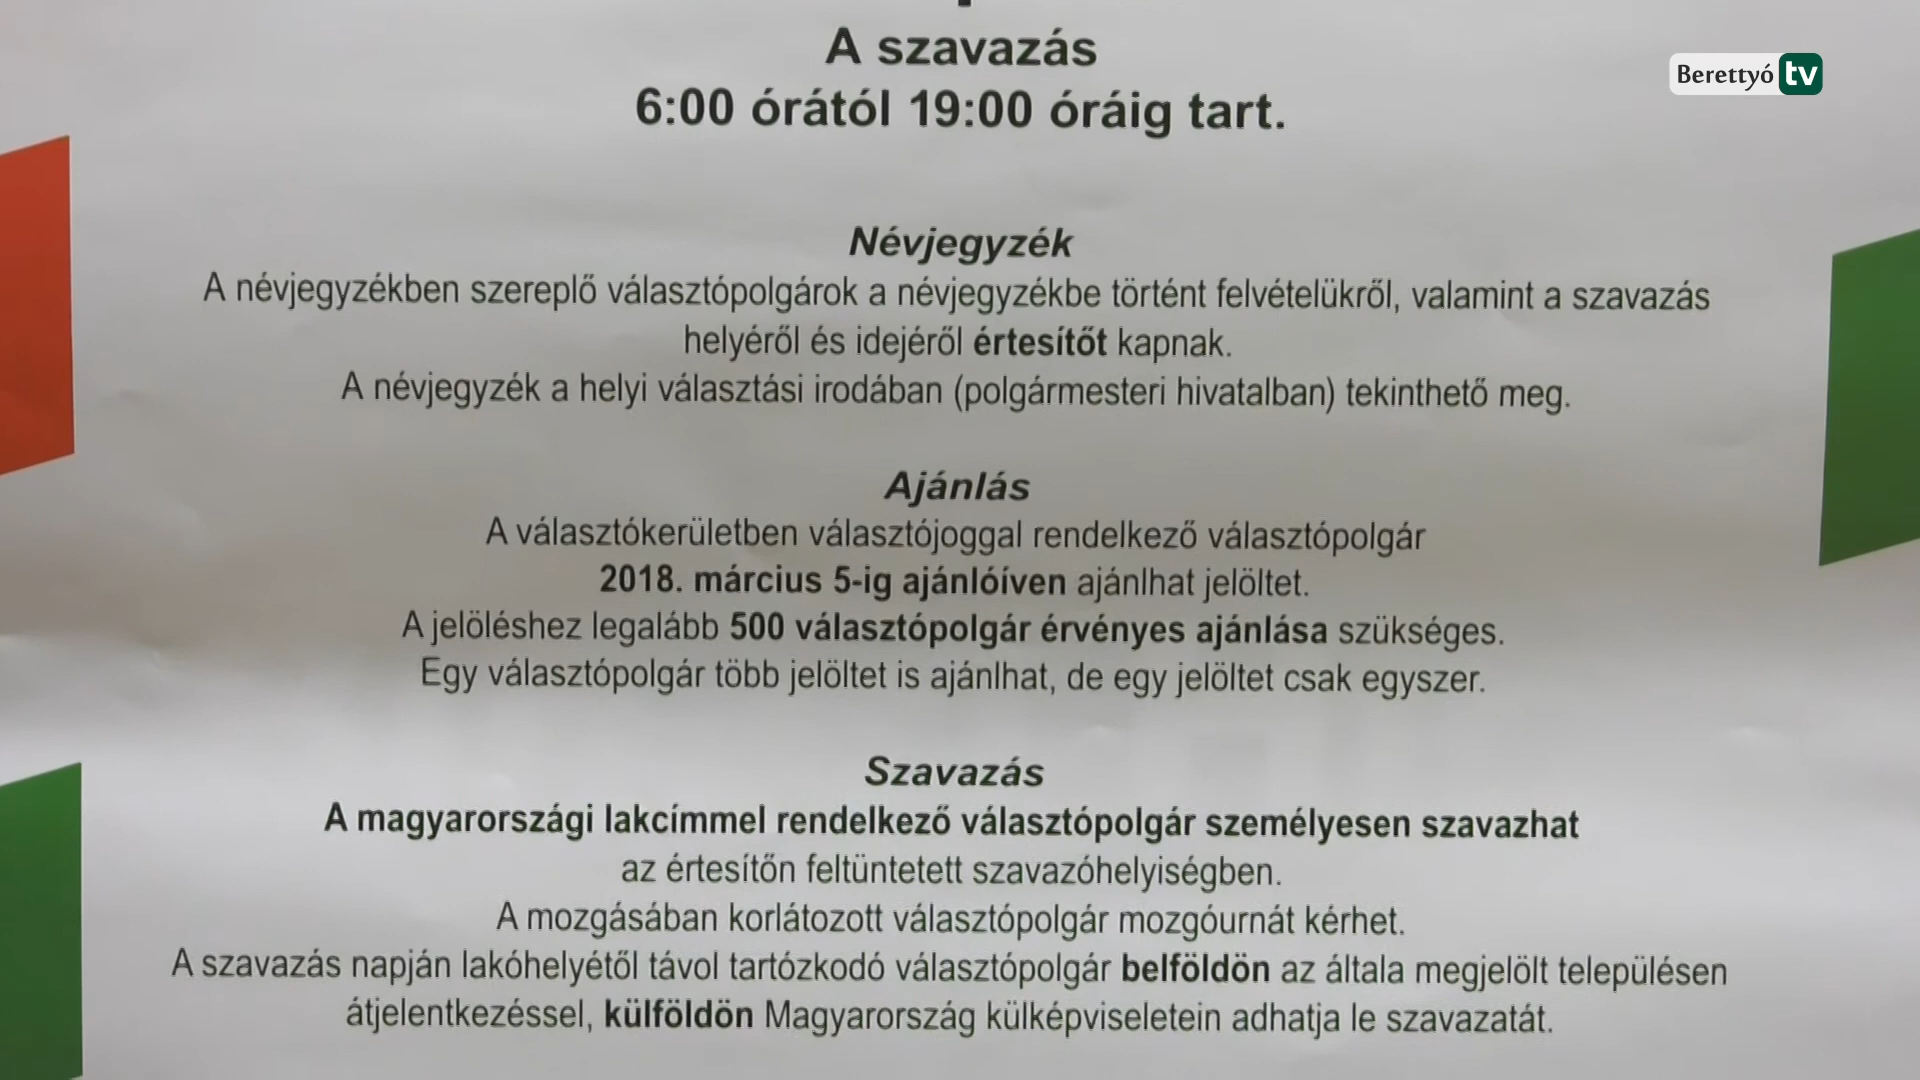 A szavazás
6:00 órától 19:00 óráig tart.
Berettyó tv
Névjegyzék
A névjegyzékben szereplő választópolgárok a névjegyzékbe történt felvételükről, valamint a szavazás
helyéről és idejéről értesítőt kapnak.
A névjegyzék a helyi választási irodában (polgármesteri hivatalban) tekinthető meg.
Ajánlás
A választókerületben választójoggal rendelkező választópolgár
2018. március 5-ig ajánlóíven ajánlhat jelöltet.
A jelöléshez legalább 500 választópolgár érvényes ajánlása szükséges.
Egy választópolgár több jelöltet is ajánlhat, de egy jelöltet csak egyszer.
Szavazás
A magyarországi lakcímmel rendelkező választópolgár személyesen szavazhat
az értesítőn feltüntetett szavazóhelyiségben.
A mozgásában korlátozott választópolgár mozgóurnát kérhet.
A szavazás napján lakóhelyétől távol tartózkodó választópolgár belföldön az általa megjelölt településen
átjelentkezéssel, külföldön Magyarország külképviseletein adhatja le szavazatát.